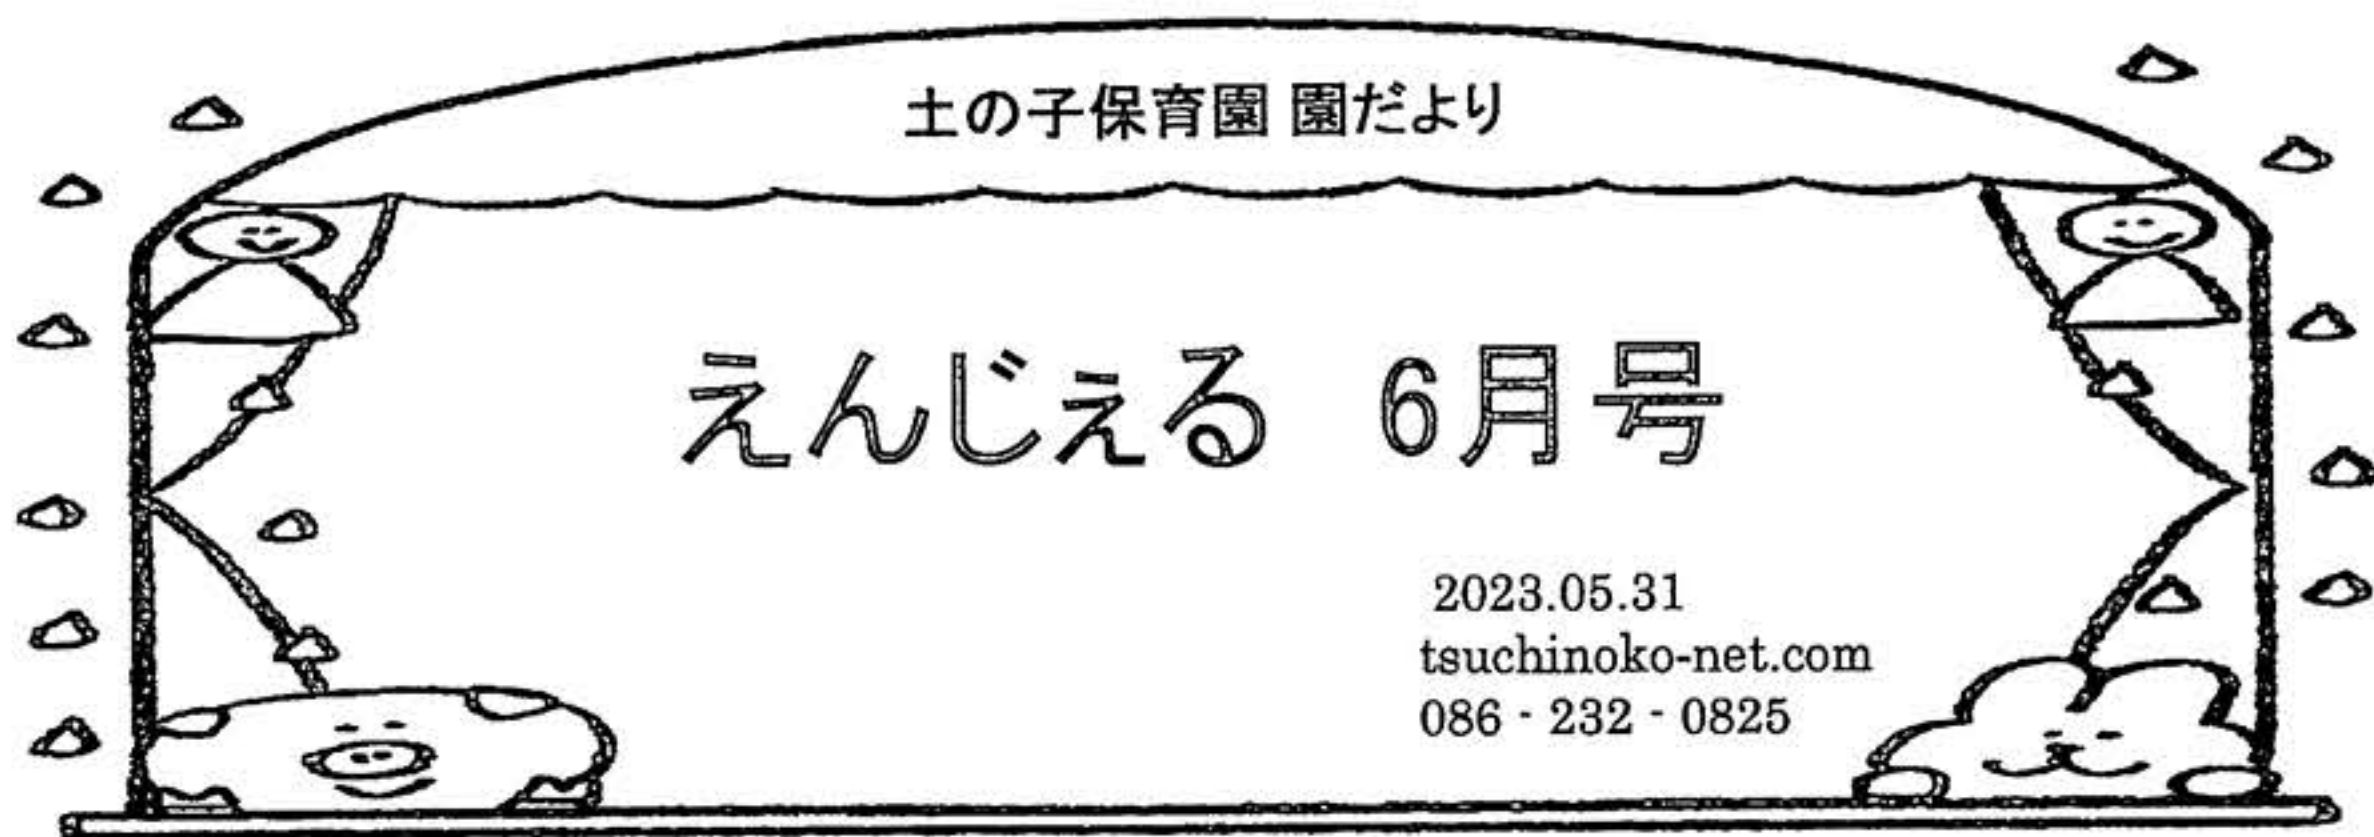 土の子保育園 園だより
えんじぇる 6月号
2023.05.31
tsuchinoko-net.com
086 - 232 - 0825